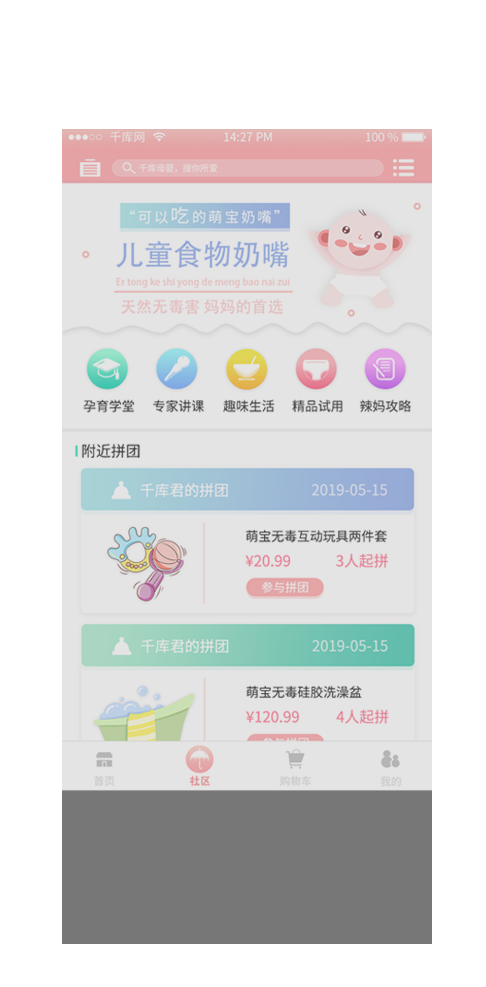 千库网 14:27 PM 100 %
千库母婴，搜你所爱
“可以吃的萌宝奶嘴”
儿童食物奶嘴
Er tong ke shi yong de meng bao nai zui
天然无毒害 妈妈的首选
孕育学堂 专家讲课 趣味生活 精品试用 辣妈攻略
附近拼团
千库君的拼团 2019-05-15
萌宝无毒互动玩具两件套
¥20.99 3人起拼
参与拼团
千库君的拼团 2019-05-15
萌宝无毒硅胶洗澡盆
¥120.99 4人起拼
参与拼团
首页 社区 购物车 我的